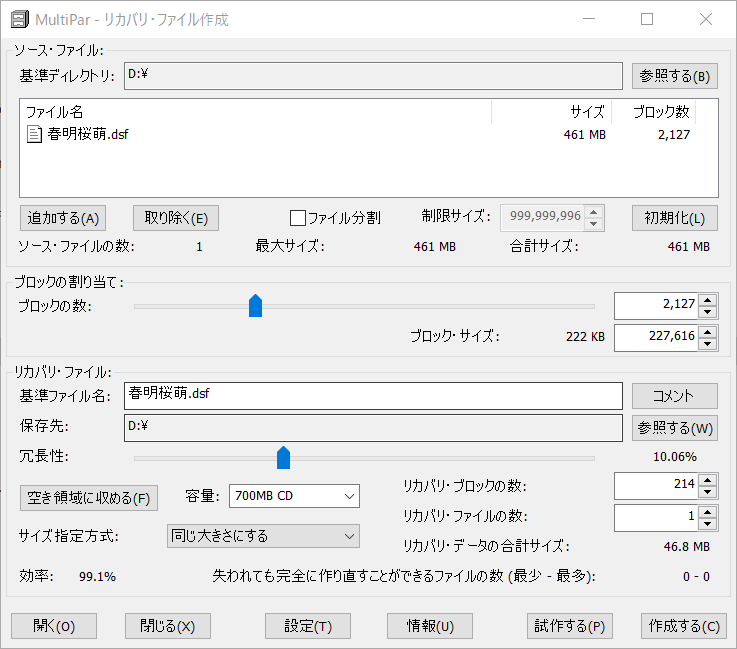 MultiPar - リカバリ・ファイル作成
ソース・ファイル:
基準ディレクトリ: D:¥ 参照する(B)
ファイル名 サイズ ブロック数
春明桜萌.dsf 461 MB 2,127
追加する(A) 取り除く(E) ファイル分割 制限サイズ: 999,999,996 初期化(L)
ソース・ファイルの数: 1 最大サイズ: 461 MB 合計サイズ: 461 MB
ブロックの割り当て:
ブロックの数: 2,127
ブロック・サイズ: 222 KB 227,616
リカバリ・ファイル:
基準ファイル名: 春明桜萌.dsf コメント
保存先: D:¥ 参照する(W)
冗長性: 10.06%
空き領域に収める(F) 容量: 700MB CD リカバリ・ブロックの数: 214
リカバリ・ファイルの数: 1
サイズ指定方式: 同じ大きさにする
リカバリ・データの合計サイズ: 46.8 MB
効率: 99.1% 失われても完全に作り直すことができるファイルの数 (最少 - 最多): 0 - 0
開く(O) 閉じる(X) 設定(T) 情報(U) 試作する(P) 作成する(C)